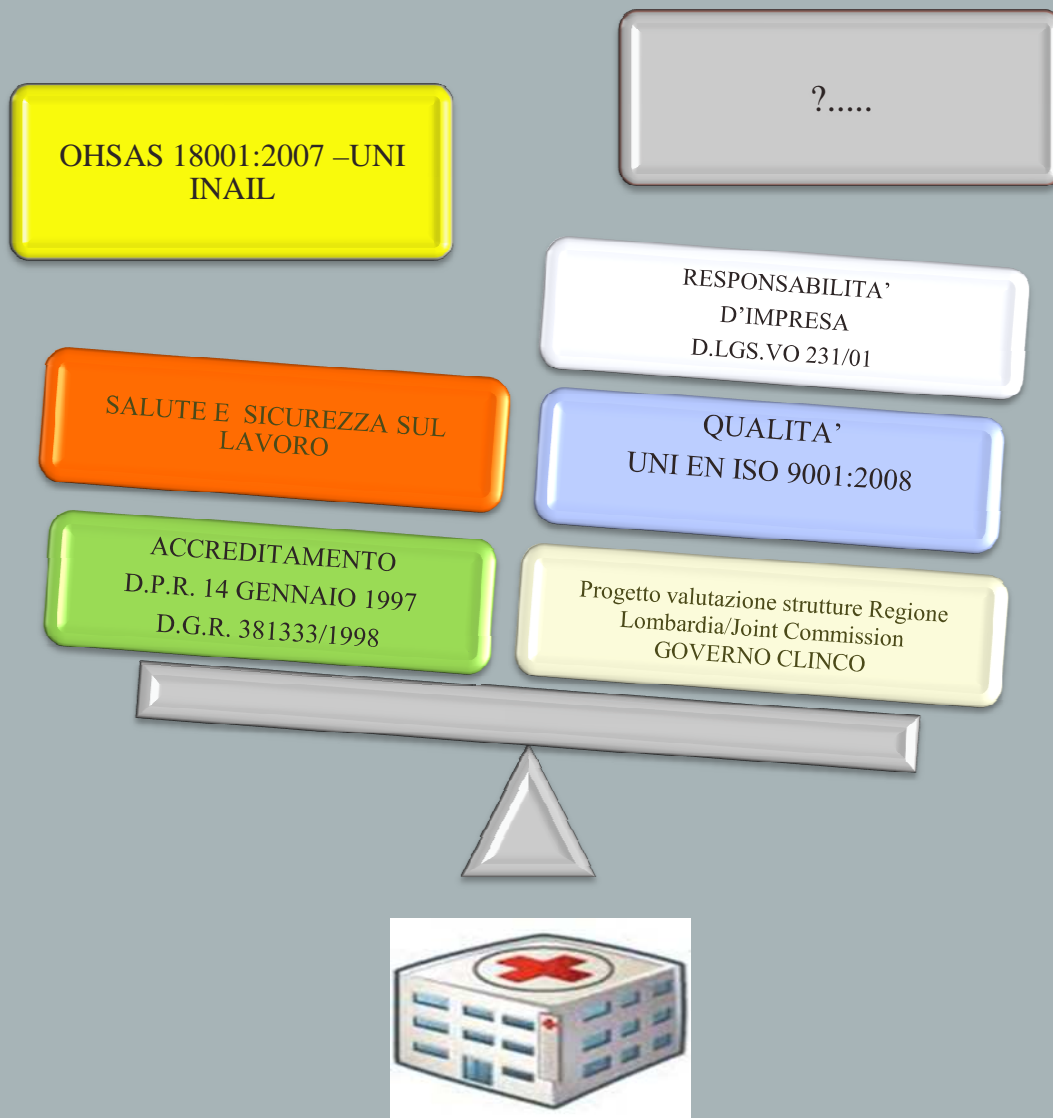 ?.....
OHSAS 18001:2007 –UNI
INAIL
RESPONSABILITA’
D’IMPRESA
D.LGS.VO 231/01
SALUTE E SICUREZZA SUL
LAVORO
QUALITA’
UNI EN ISO 9001:2008
ACCREDITAMENTO
D.P.R. 14 GENNAIO 1997
D.G.R. 381333/1998
Progetto valutazione strutture Regione
Lombardia/Joint Commission
GOVERNO CLINCO